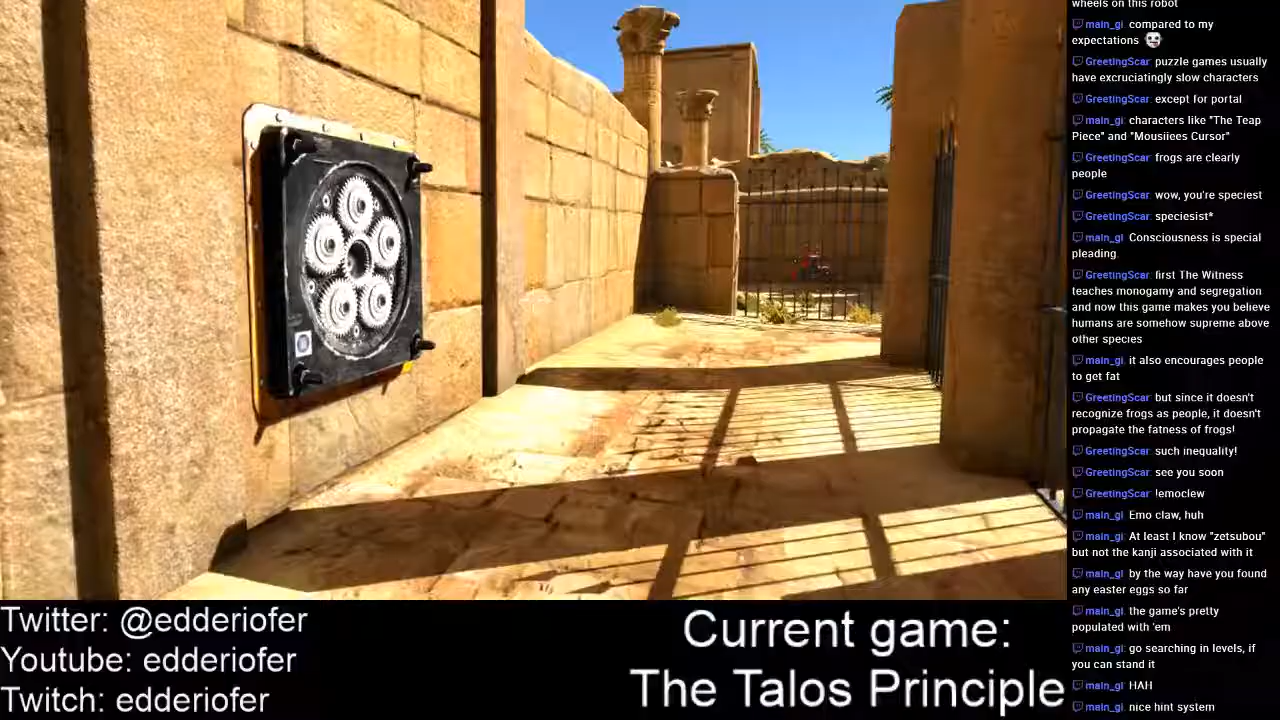 wheels on this robot
main_gi compared to my
expectations
GreetingScar: puzzle games usually
have excruciatingly slow characters
GreetingScar: except for portal
main_gi: characters like "The Teap
Piece" and "Mousiiees Cursor"
GreetingScar: frogs are clearly
people
GreetingScar: wow, you're speciest
GreetingScar: speciesist*
main_gi: Consciousness is special
pleading.
GreetingScar: first The Witness
teaches monogamy and segregation
and now this game makes you believe
humans are somehow supreme above
other species
main_gi: it also encourages people
to get fat
GreetingScar: but since it doesn't
recognize frogs as people, it doesn't
propagate the fatness of frogs!
GreetingScar: such inequality!
GreetingScar: see you soon
GreetingScar: !emoclew
main_gi: Emo claw, huh
main_gi: At least I know "zetsubou"
but not the kanji associated with it
main_gi: by the way have you found
any easter eggs so far
main_gi: the game's pretty
populated with 'em
main_gi: go searching in levels, if
you can stand it
main_gi: HAH
main_gi: nice hint system
Twitter: @edderiofer
Youtube: edderiofer
Twitch: edderiofer
Current game:
The Talos Principle